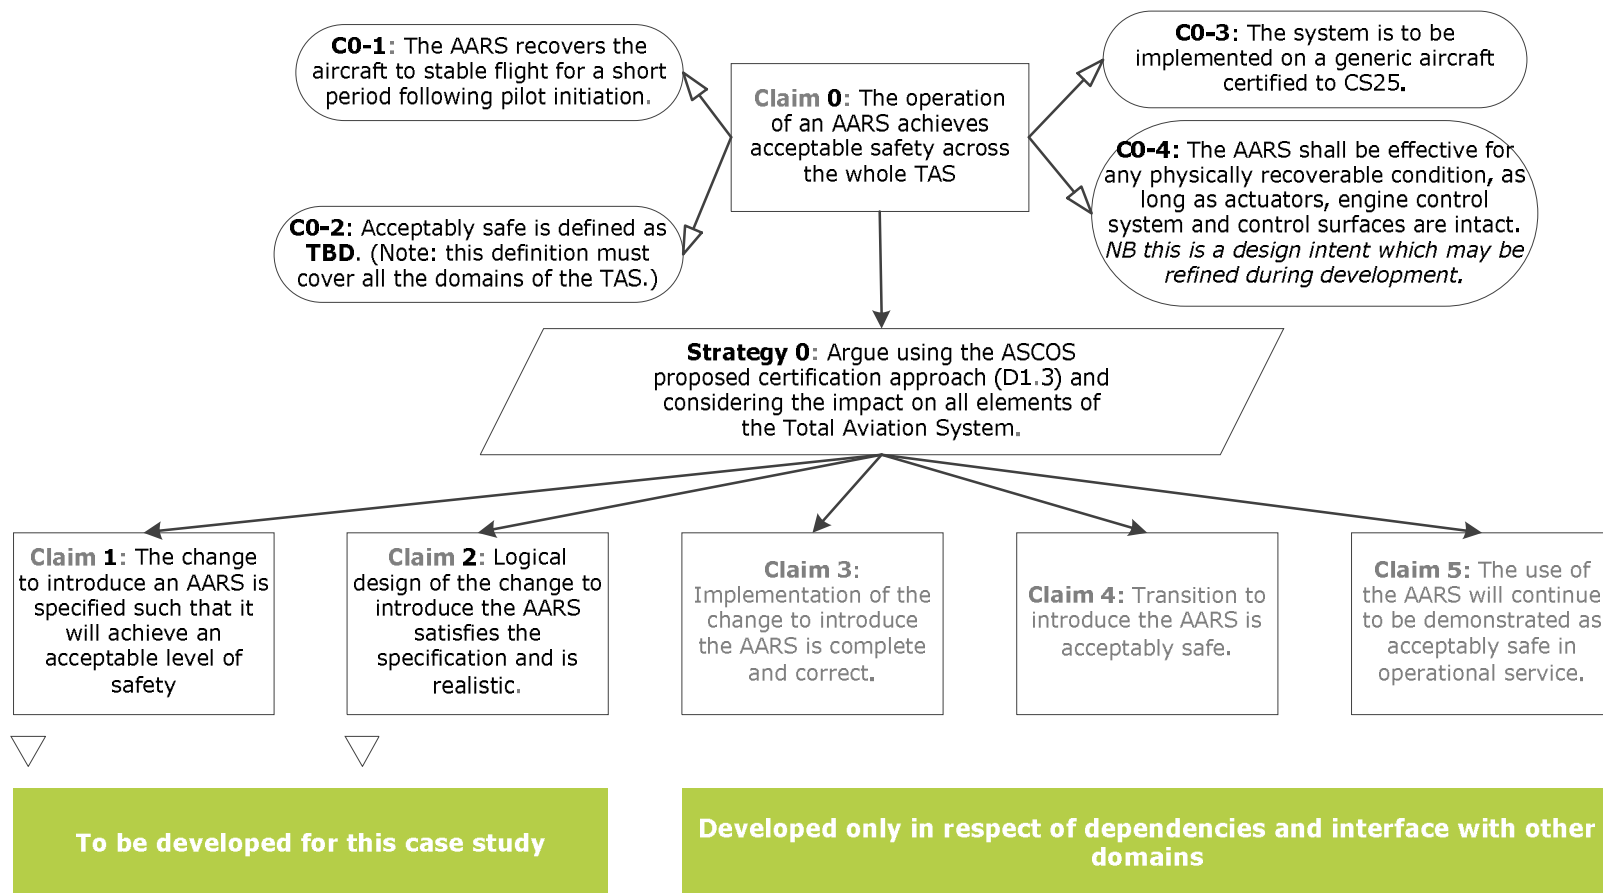 C0-1: The AARS recovers the
aircraft to stable flight for a short
period following pilot initiation.
C0-2: Acceptably safe is defined as
TBD. (Note: this definition must
cover all the domains of the TAS.)
Claim 0: The operation
of an AARS achieves
acceptable safety across
the whole TAS
C0-3: The system is to be
implemented on a generic aircraft
certified to CS25.
C0-4: The AARS shall be effective for
any physically recoverable condition, as
long as actuators, engine control
system and control surfaces are intact.
NB this is a design intent which may be
refined during development.
Strategy 0: Argue using the ASCOS
proposed certification approach (D1.3) and
considering the impact on all elements of
the Total Aviation System.
Claim 1: The change
to introduce an AARS is
specified such that it
will achieve an
acceptable level of
safety
Claim 2: Logical
design of the change to
introduce the AARS
satisfies the
specification and is
realistic.
Claim 3:
Implementation of the
change to introduce
the AARS is complete
and correct.
Claim 4: Transition to
introduce the AARS is
acceptably safe.
Claim 5: The use of
the AARS will continue
to be demonstrated as
acceptably safe in
operational service.
To be developed for this case study
Developed only in respect of dependencies and interface with other
domains